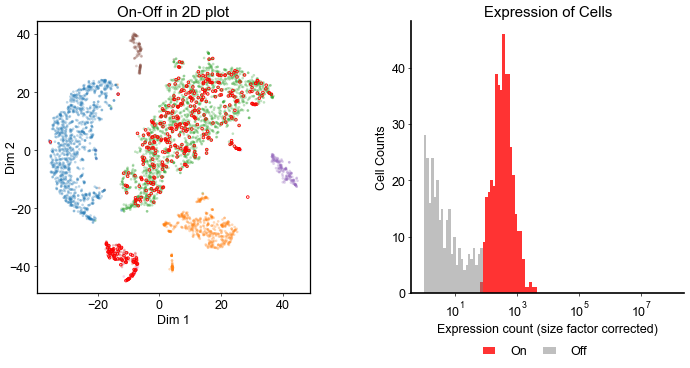 On-Off in 2D plot
Dim 2
40
20
0
−20
−40
−20
0
20
40
Dim 1
Expression of Cells
Cell Counts
40
30
20
10
0
10^1
10^3
10^5
10^7
Expression count (size factor corrected)
On
Off